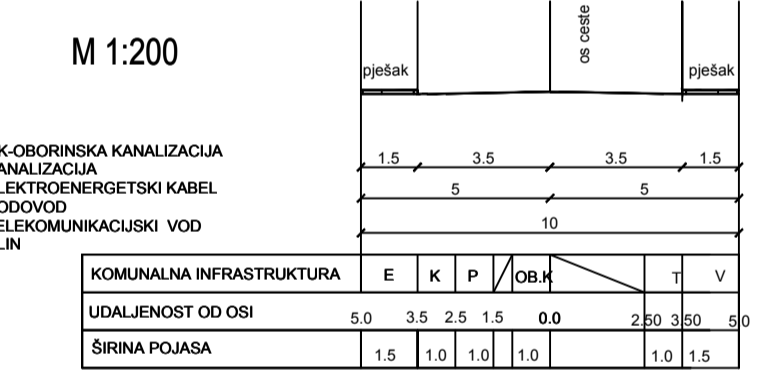 M 1:200
os ceste
pješak
pješak
K-OBORINSKA KANALIZACIJA
ANALIZACIJA
LEKTROENERGETSKI KABEL
ODOVOD
ELEKOMUNIKACIJSKI VOD
LIN
1.5 3.5 3.5 1.5
5 5
10
KOMUNALNA INFRASTRUKTURA E K P OB.K T V
UDALJENOST OD OSI 5.0 3.5 2.5 1.5 0.0 2.50 3.50 5.0
ŠIRINA POJASA 1.5 1.0 1.0 1.0 1.0 1.5